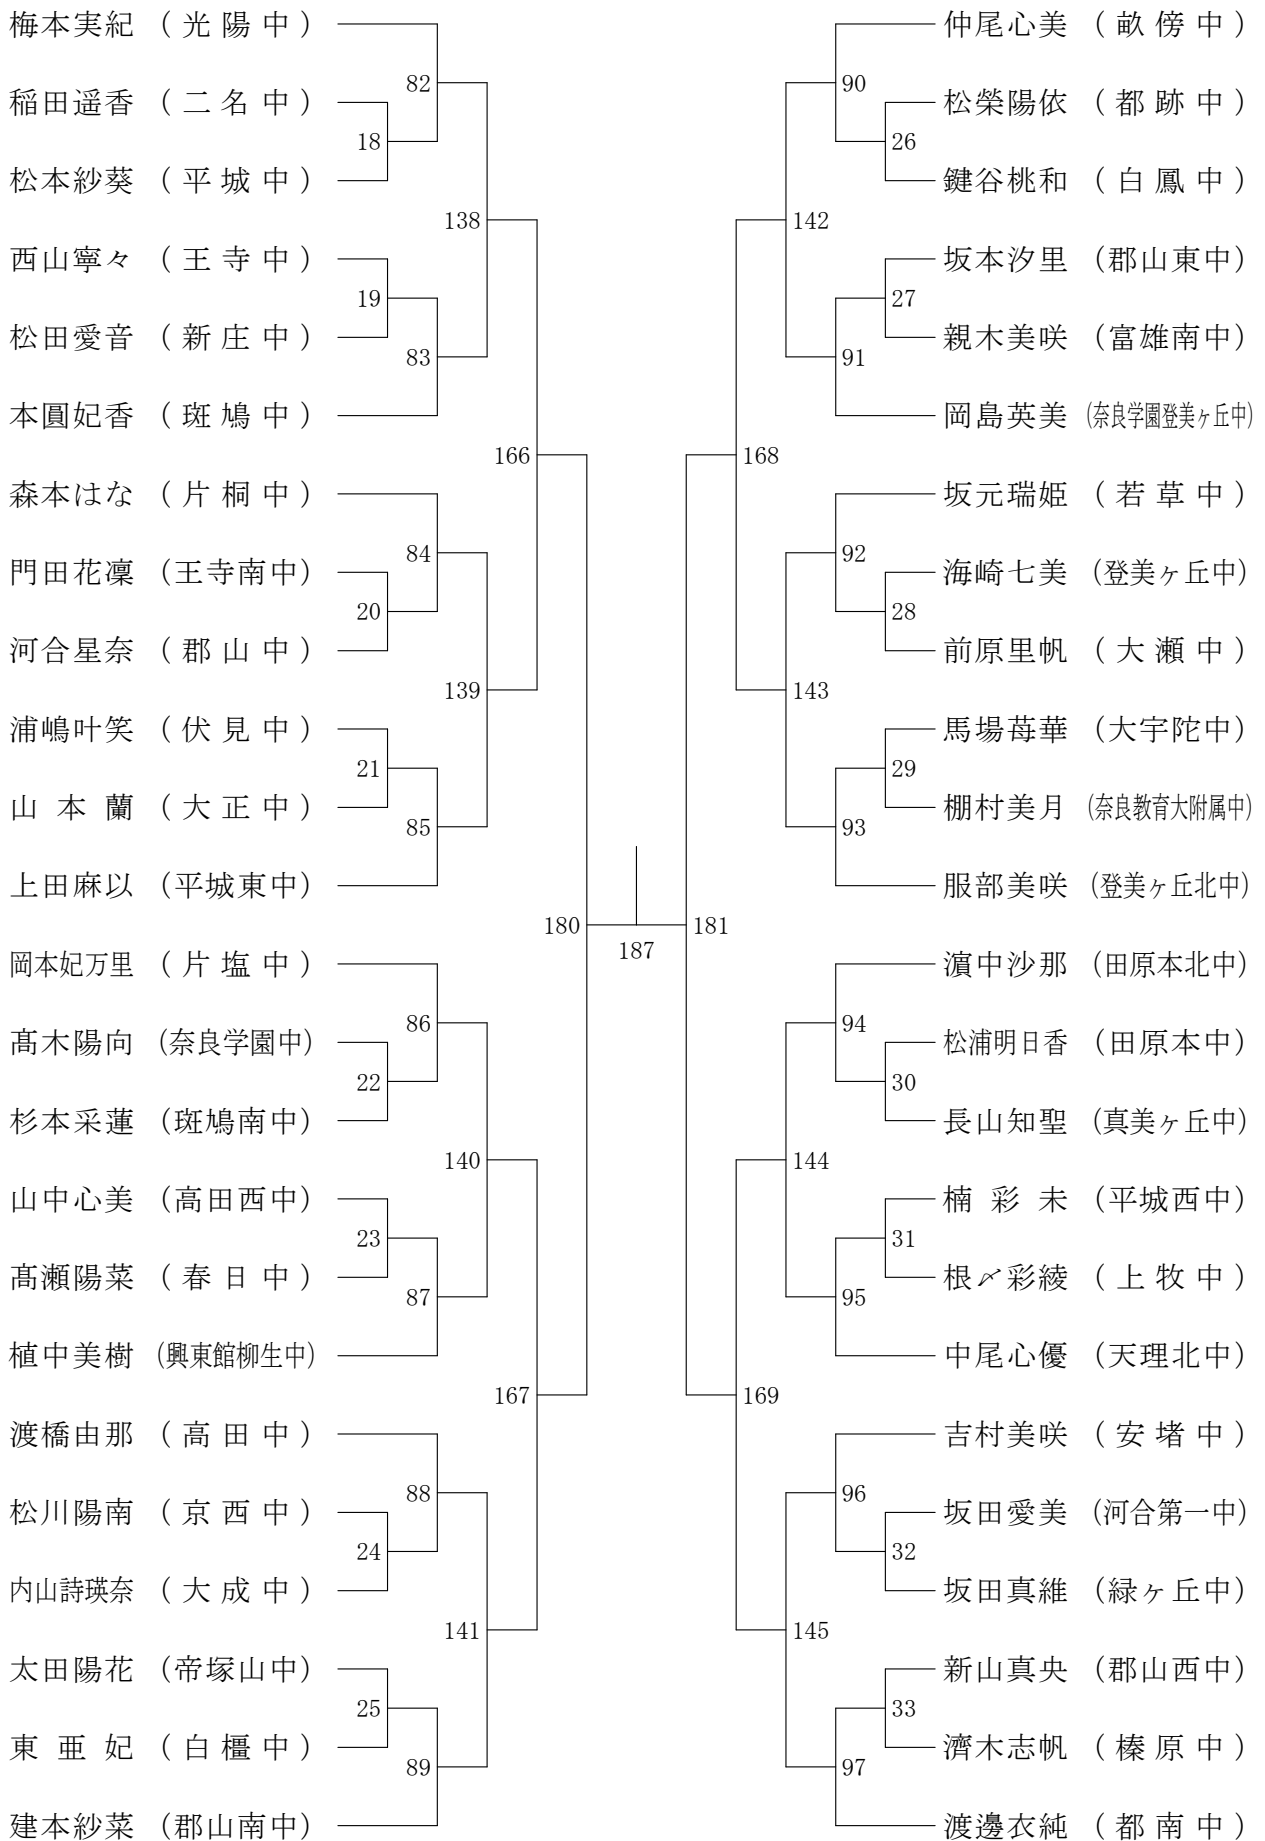 梅本実紀 (光陽中)
稲田遥香 (二名中)
松本紗葵 (平城中)
西山寧々 (王寺中)
松田愛音 (新庄中)
本圓妃香 (斑鳩中)
森本はな (片桐中)
門田花凜 (王寺南中)
河合星奈 (郡山中)
浦嶋叶笑 (伏見中)
山本蘭 (大正中)
上田麻以 (平城東中)
岡本妃万里 (片塩中)
髙木陽向 (奈良学園中)
杉本采蓮 (斑鳩南中)
山中心美 (高田西中)
髙瀬陽菜 (春日中)
植中美樹 (興東館柳生中)
渡橋由那 (高田中)
松川陽南 (京西中)
内山詩瑛奈 (大成中)
太田陽花 (帝塚山中)
東亜妃 (白橿中)
建本紗菜 (郡山南中)
18
19
20
21
22
23
24
25
82
83
84
85
86
87
88
89
138
139
140
141
166
167
180
187
181
168
169
142
143
144
145
90
91
92
93
94
95
96
97
26
27
28
29
30
31
32
33
仲尾心美 (畝傍中)
松榮陽依 (都跡中)
鍵谷桃和 (白鳳中)
坂本汐里 (郡山東中)
親木美咲 (富雄南中)
岡島英美 (奈良学園登美ヶ丘中)
坂元瑞姫 (若草中)
海崎七美 (登美ヶ丘中)
前原里帆 (大瀬中)
馬場苺華 (大宇陀中)
棚村美月 (奈良教育大附属中)
服部美咲 (登美ヶ丘北中)
濵中沙那 (田原本北中)
松浦明日香 (田原本中)
長山知聖 (真美ヶ丘中)
楠彩未 (平城西中)
根〆彩綾 (上牧中)
中尾心優 (天理北中)
吉村美咲 (安堵中)
坂田愛美 (河合第一中)
坂田真維 (緑ヶ丘中)
新山真央 (郡山西中)
濟木志帆 (榛原中)
渡邊衣純 (都南中)